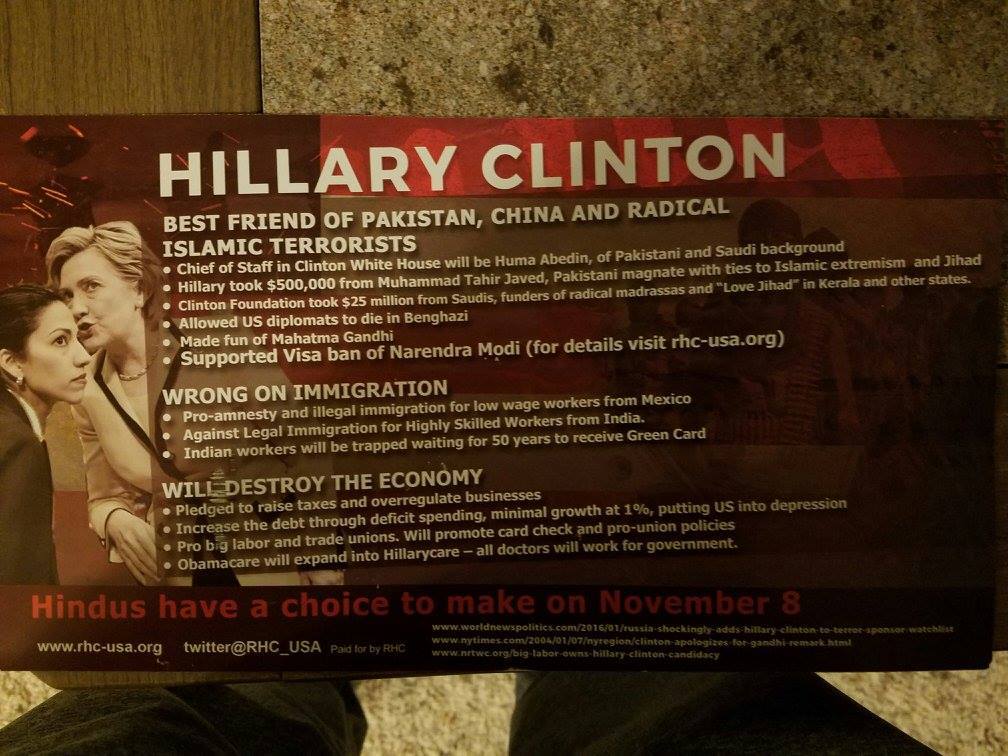 HILLARY CLINTON
BEST FRIEND OF PAKISTAN, CHINA AND RADICAL
ISLAMIC TERRORISTS
• Chief of Staff in Clinton White House will be Huma Abedin, of Pakistani and Saudi background
• Hillary took $500,000 from Muhammad Tahir Javed, Pakistani magnate with ties to Islamic extremism and Jihad
• Clinton Foundation took $25 million from Saudis, funders of radical madrassas and "Love Jihad" in Kerala and other states.
• Allowed US diplomats to die in Benghazi
• Made fun of Mahatma Gandhi
• Supported Visa ban of Narendra Modi (for details visit rhc-usa.org)
WRONG ON IMMIGRATION
• Pro-amnesty and illegal immigration for low wage workers from Mexico
• Against Legal Immigration for Highly Skilled Workers from India.
• Indian workers will be trapped waiting for 50 years to receive Green Card
WILL DESTROY THE ECONOMY
• Pledged to raise taxes and overregulate businesses
• Increase the debt through deficit spending, minimal growth at 1%, putting US into depression
• Pro big labor and trade unions. Will promote card check and pro-union policies
• Obamacare will expand into Hillarycare – all doctors will work for government.
Hindus have a choice to make on November 8
www.worldnewspolitics.com/2016/01/russia-shockingly-adds-hillary-clinton-to-terror-sponsor-watchlist
www.rhc-usa.org twitter@RHC_USA Paid for by RHC www.nytimes.com/2004/01/07/nyregion/clinton-apologizes-for-gandhi-remark.html
www.nrtwc.org/big-labor-owns-hillary-clinton-candidacy